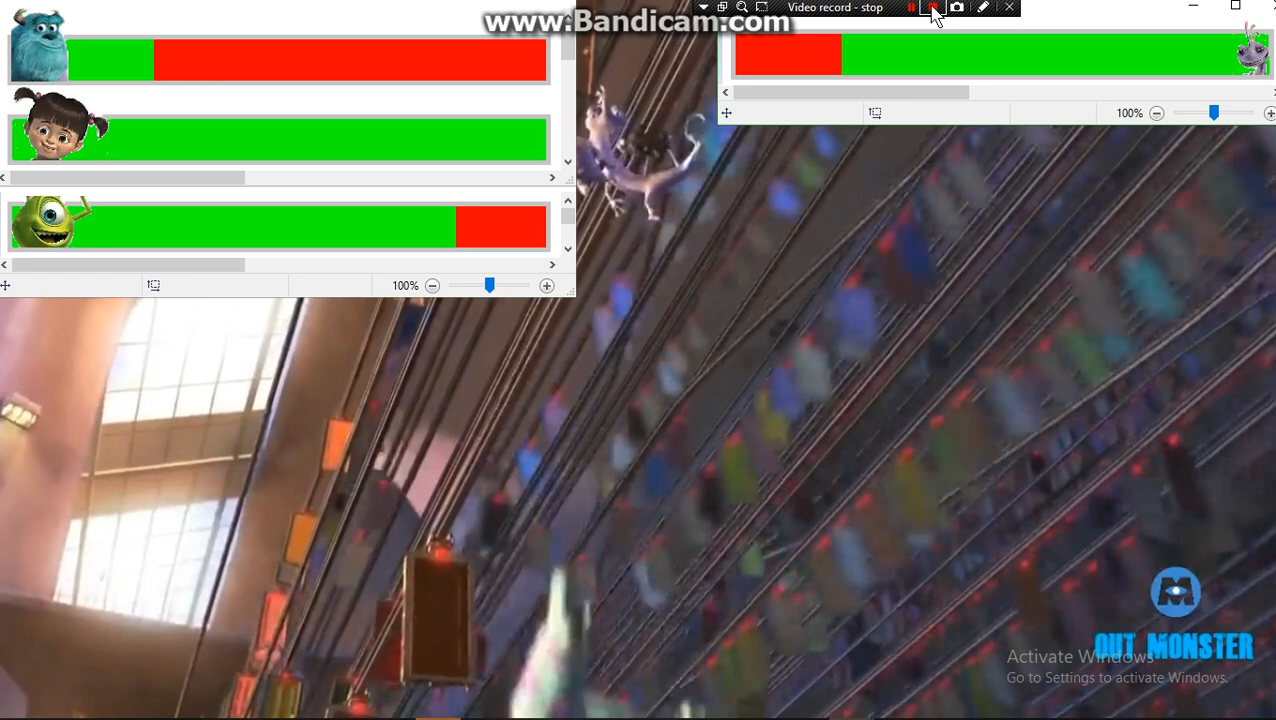 www.Bandicam.com
Video record - stop
100%
100%
OUT MONSTER
Activate Windows
Go to Settings to activate Windows.